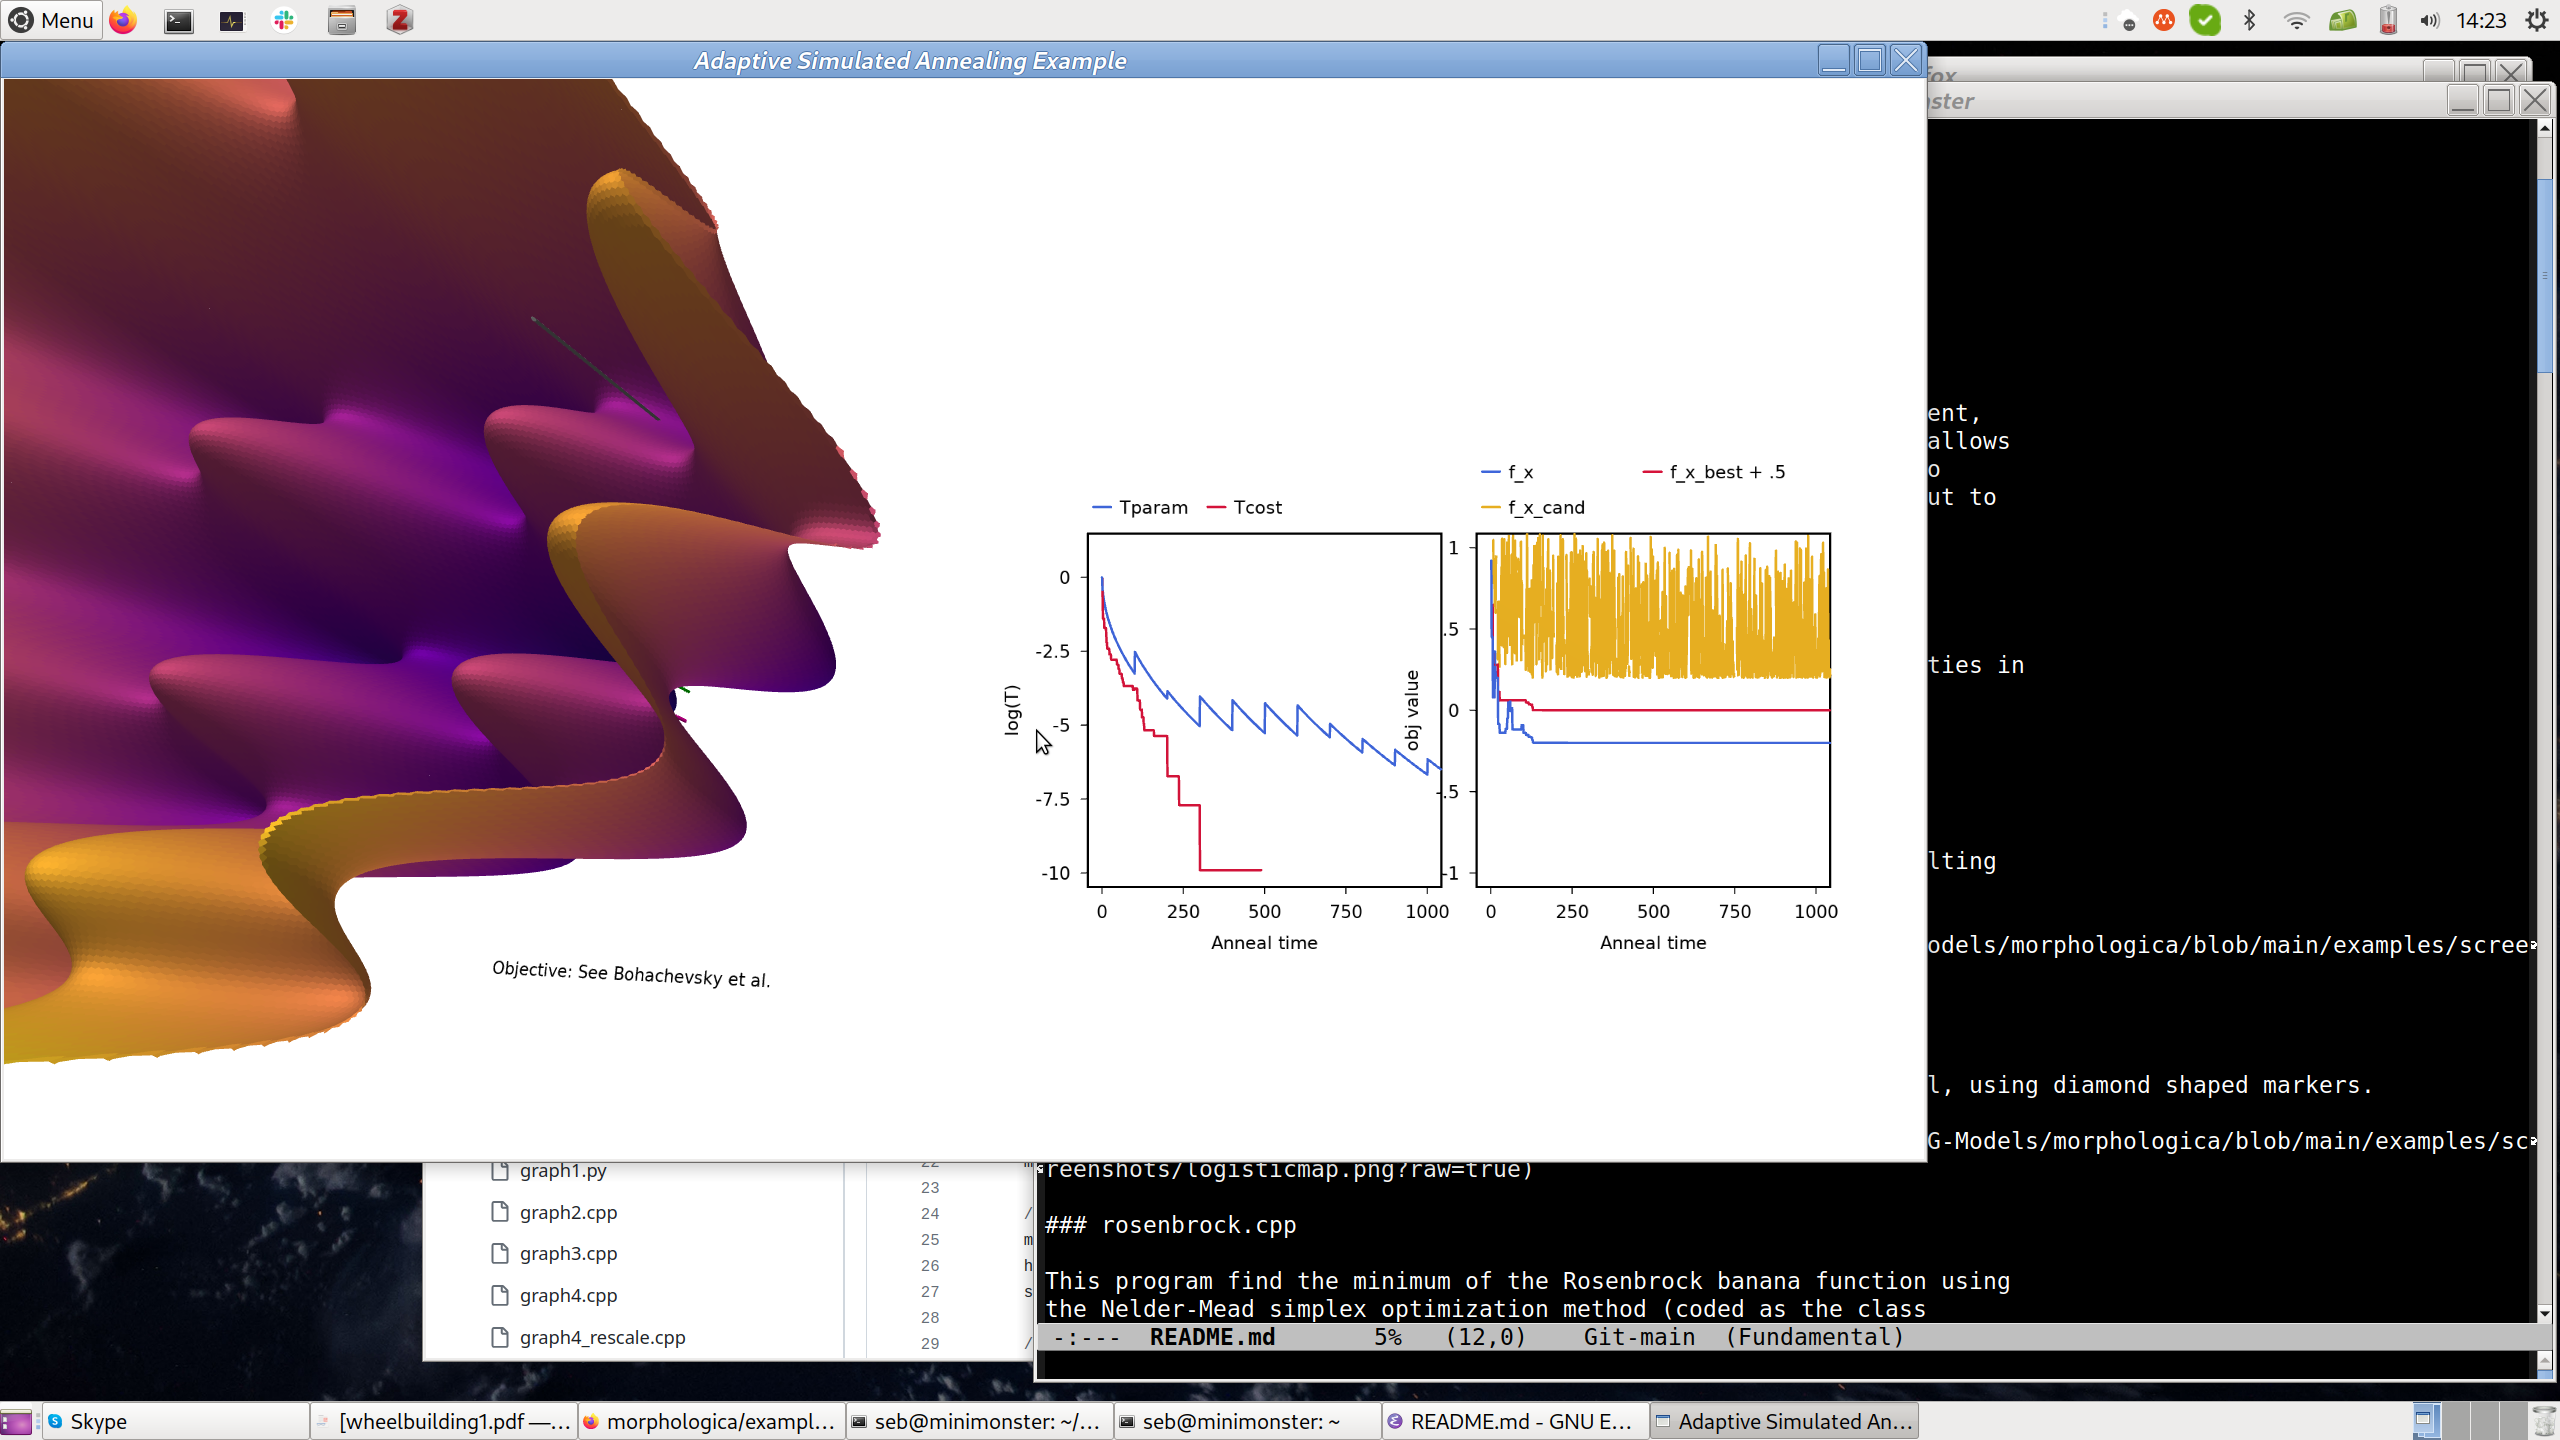 Menu
14:23
Adaptive Simulated Annealing Example
fox
ster
ent,
allows
o
ut to
ties in
lting
odels/morphologica/blob/main/examples/scree
l, using diamond shaped markers.
G-Models/morphologica/blob/main/examples/sc
reenshots/logisticmap.png?raw=true)
### rosenbrock.cpp
This program find the minimum of the Rosenbrock banana function using
the Nelder-Mead simplex optimization method (coded as the class
-:--- README.md 5% (12,0) Git-main (Fundamental)
Tparam Tcost
0
-2.5
-5
-7.5
-10
log(T)
0 250 500 750 1000
Anneal time
f_x f_x_best + .5
f_x_cand
1
.5
0
-.5
-1
obj value
0 250 500 750 1000
Anneal time
Objective: See Bohachevsky et al.
graph1.py
graph2.cpp
graph3.cpp
graph4.cpp
graph4_rescale.cpp
22
23
24 /
25 m
26 h
27 s
28
29 /
Skype
[wheelbuilding1.pdf —...
morphologica/exampl...
seb@minimonster: ~/...
seb@minimonster: ~
README.md - GNU E...
Adaptive Simulated An...